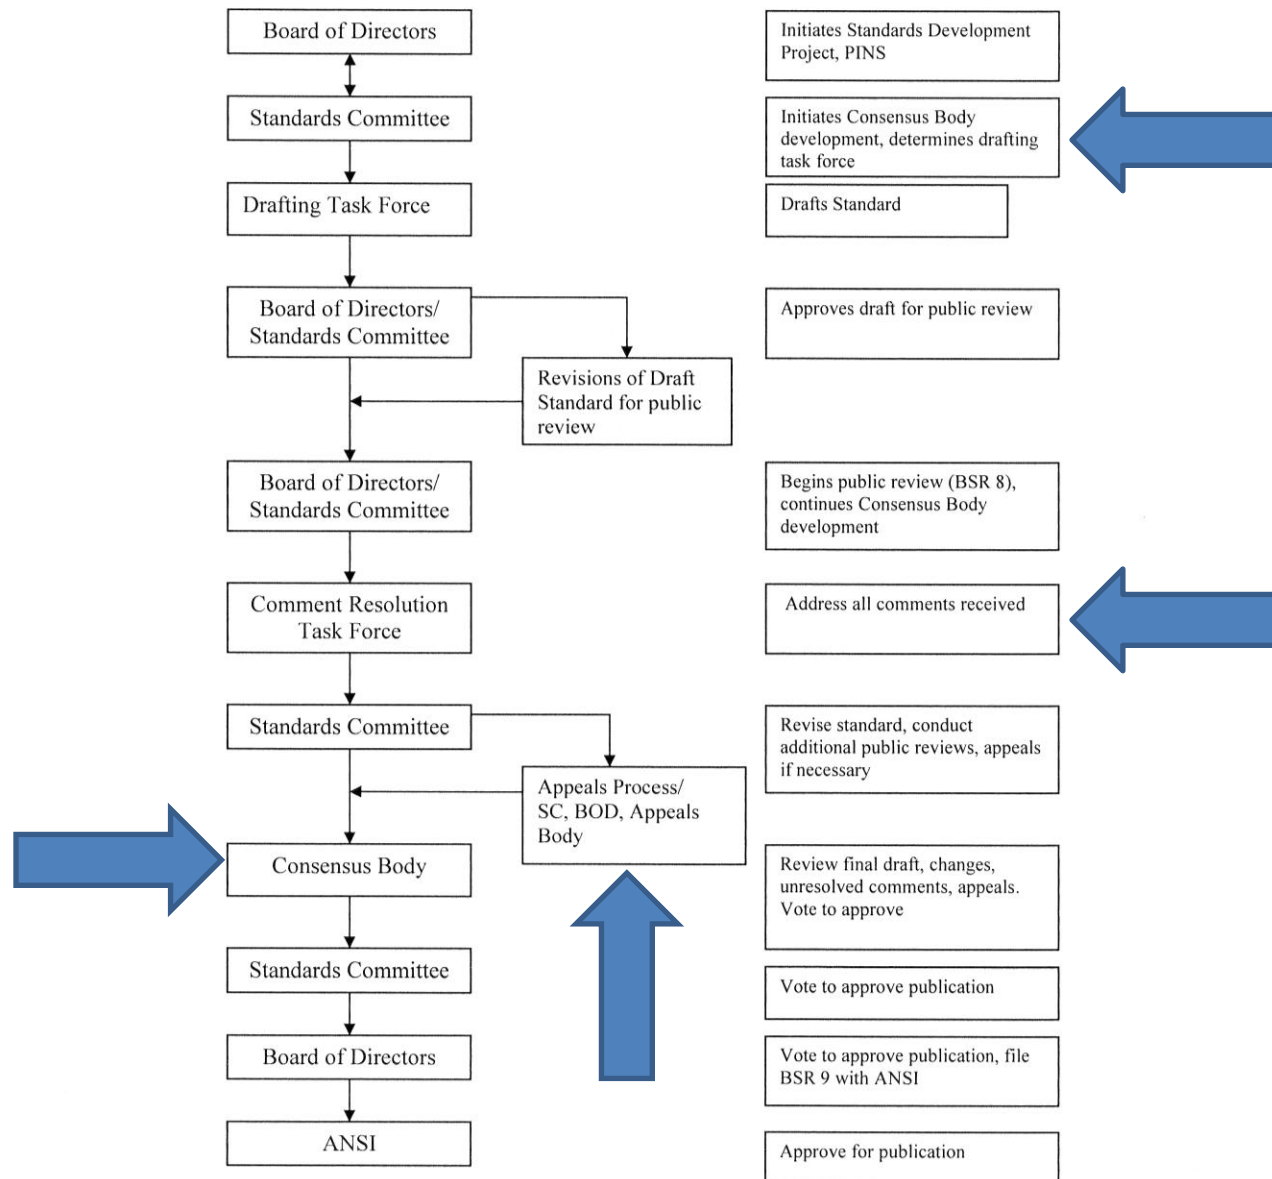 Board of Directors
Initiates Standards Development
Project, PINS
Standards Committee
Initiates Consensus Body
development, determines drafting
task force
Drafting Task Force
Drafts Standard
Board of Directors/
Standards Committee
Approves draft for public review
Revisions of Draft
Standard for public
review
Board of Directors/
Standards Committee
Begins public review (BSR 8),
continues Consensus Body
development
Comment Resolution
Task Force
Address all comments received
Standards Committee
Revise standard, conduct
additional public reviews, appeals
if necessary
Appeals Process/
SC, BOD, Appeals
Body
Consensus Body
Review final draft, changes,
unresolved comments, appeals.
Vote to approve
Standards Committee
Vote to approve publication
Board of Directors
Vote to approve publication, file
BSR 9 with ANSI
ANSI
Approve for publication